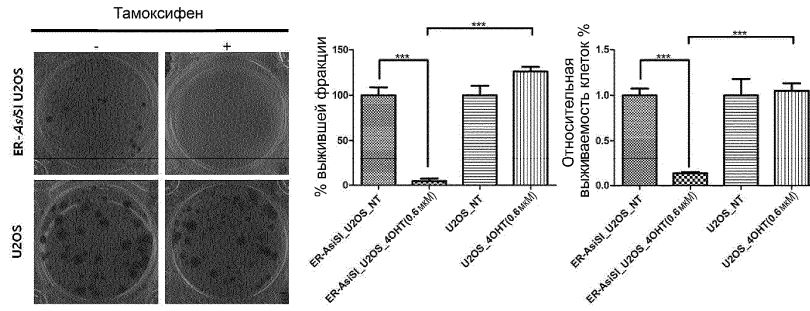 Тамоксифен
- +
ER-AsiSI U2OS
U2OS
% выжившей фракции
150
100
50
0
***
***
ER-AsiSI_U2OS_NT
ER-AsiSI_U2OS_4OHT(0.6мкМ)
U2OS_NT
U2OS_4OHT(0.6мкМ)
Относительная
выживаемость клеток %
1.5
1.0
0.5
0.0
***
***
ER-AsiSI_U2OS_NT
ER-AsiSI_U2OS_4OHT(0.6мкМ)
U2OS_NT
U2OS_4OHT(0.6мкМ)